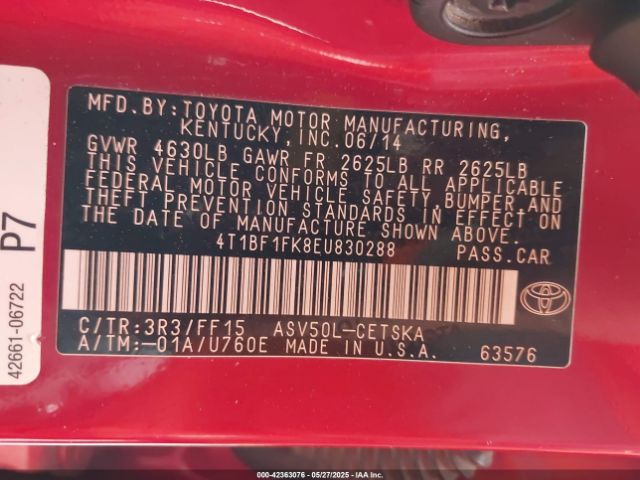 MFD.BY:TOYOTA MOTOR MANUFACTURING,
KENTUCKY,INC.06/14
GVWR 4630LB GAWR FR 2625LB RR 2625LB
THIS VEHICLE CONFORMS TO ALL APPLICABLE
FEDERAL MOTOR VEHICLE SAFETY,BUMPER,AND
THEFT PREVENTION STANDARDS IN EFFECT ON
THE DATE OF MANUFACTURE SHOWN ABOVE.
4T1BF1FK8EU830288 PASS.CAR
C/TR:3R3/FF15 ASV50L-CETSKA
A/TM:-01A/U760E MADE IN U.S.A. 63576
P7
42661-06722
000-42363076 | 05/27/2025 - IAA Inc.